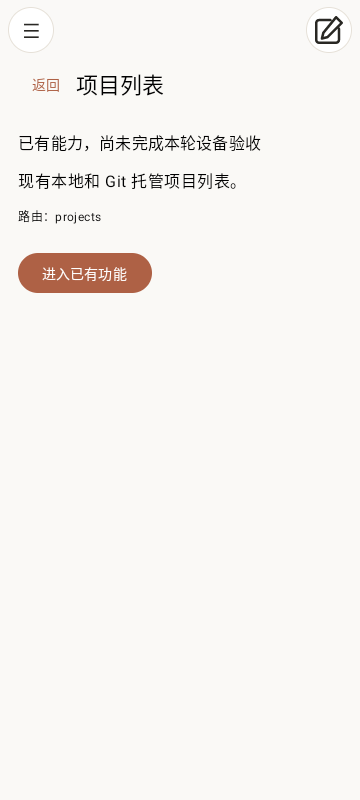 返回
项目列表
已有能力，尚未完成本轮设备验收
现有本地和 Git 托管项目列表。
路由：projects
进入已有功能